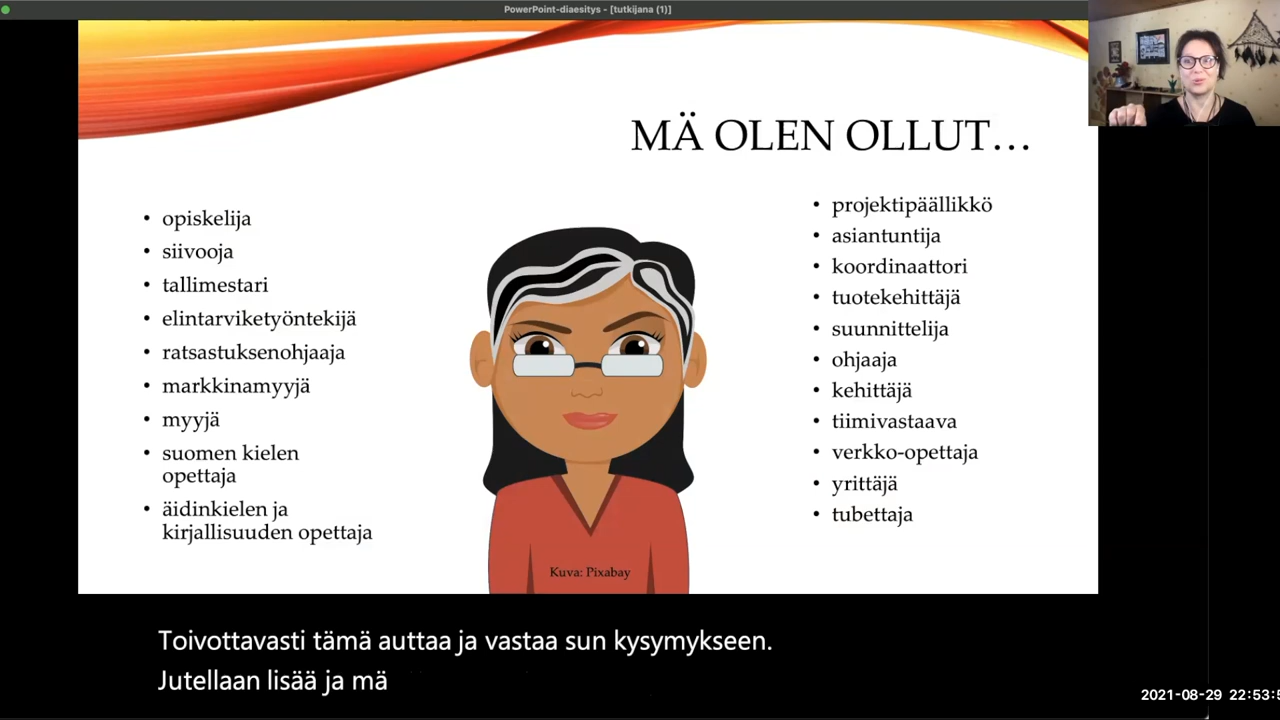 PowerPoint-diaesitys - [tutkijana (1)]
MÄ OLEN OLLUT...
• opiskelija
• siivooja
• tallimestari
• elintarviketyöntekijä
• ratsastuksenohjaaja
• markkinamyyjä
• myyjä
• suomen kielen
opettaja
• äidinkielen ja
kirjallisuuden opettaja
• projektipäällikkö
• asiantuntija
• koordinaattori
• tuotekehittäjä
• suunnittelija
• ohjaaja
• kehittäjä
• tiimivastaava
• verkko-opettaja
• yrittäjä
• tubettaja
Kuva: Pixabay
Toivottavasti tämä auttaa ja vastaa sun kysymykseen.
Jutellaan lisää ja mä
2021-08-29 22:53:5